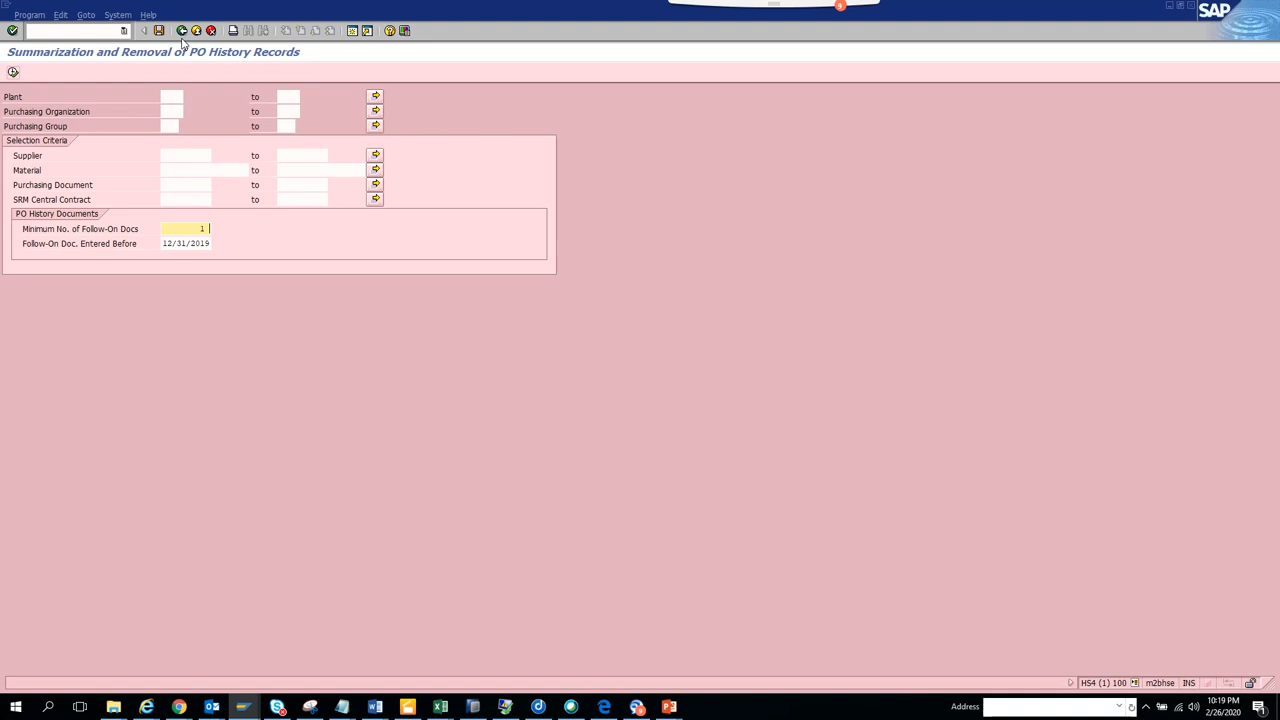 Program Edit Goto System Help
SAP
Summarization and Removal of PO History Records
Plant to
Purchasing Organization to
Purchasing Group to
Selection Criteria
Supplier to
Material to
Purchasing Document to
SRM Central Contract to
PO History Documents
Minimum No. of Follow-On Docs 1
Follow-On Doc. Entered Before 12/31/2019
HS4 (1) 100 m2bhse INS
Address
10:19 PM
2/26/2020